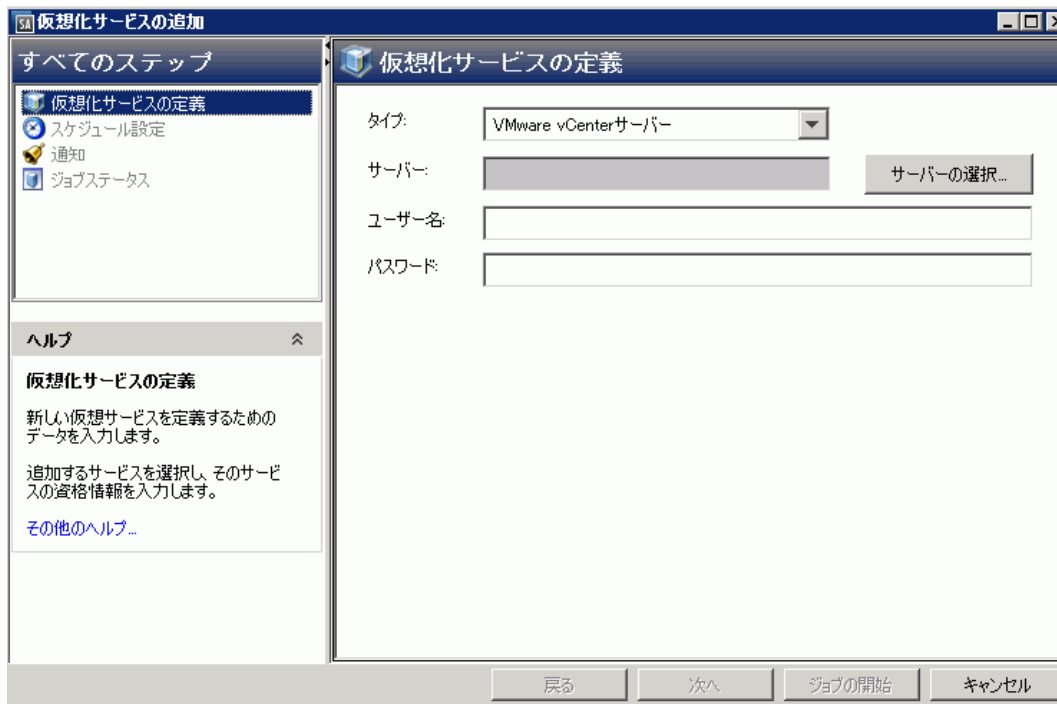 SA 仮想化サービスの追加
すべてのステップ
仮想化サービスの定義
スケジュール設定
通知
ジョブステータス
ヘルプ
仮想化サービスの定義
新しい仮想サービスを定義するための
データを入力します。
追加するサービスを選択し、そのサービ
スの資格情報を入力します。
その他のヘルプ...
仮想化サービスの定義
タイプ:
VMware vCenterサーバー
サーバー:
サーバーの選択...
ユーザー名:
パスワード:
戻る
次へ
ジョブの開始
キャンセル